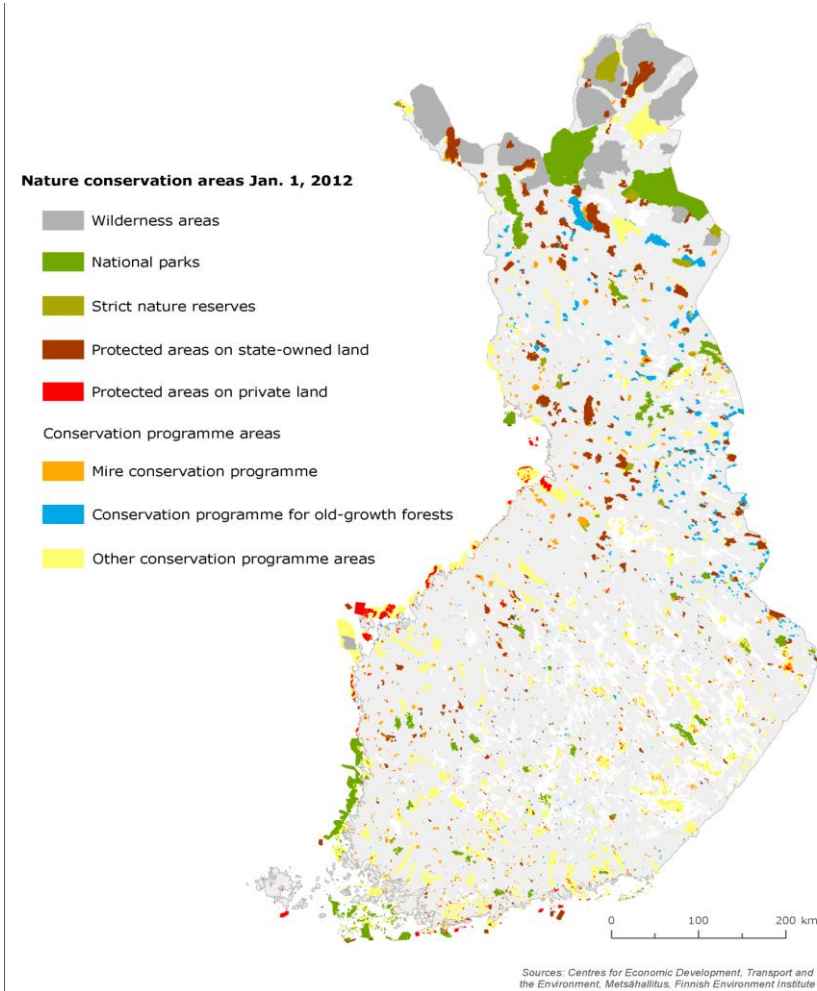 Nature conservation areas Jan. 1, 2012
Wilderness areas
National parks
Strict nature reserves
Protected areas on state-owned land
Protected areas on private land
Conservation programme areas
Mire conservation programme
Conservation programme for old-growth forests
Other conservation programme areas
0 100 200 km
Sources: Centres for Economic Development, Transport and
the Environment, Metsähallitus, Finnish Environment Institute